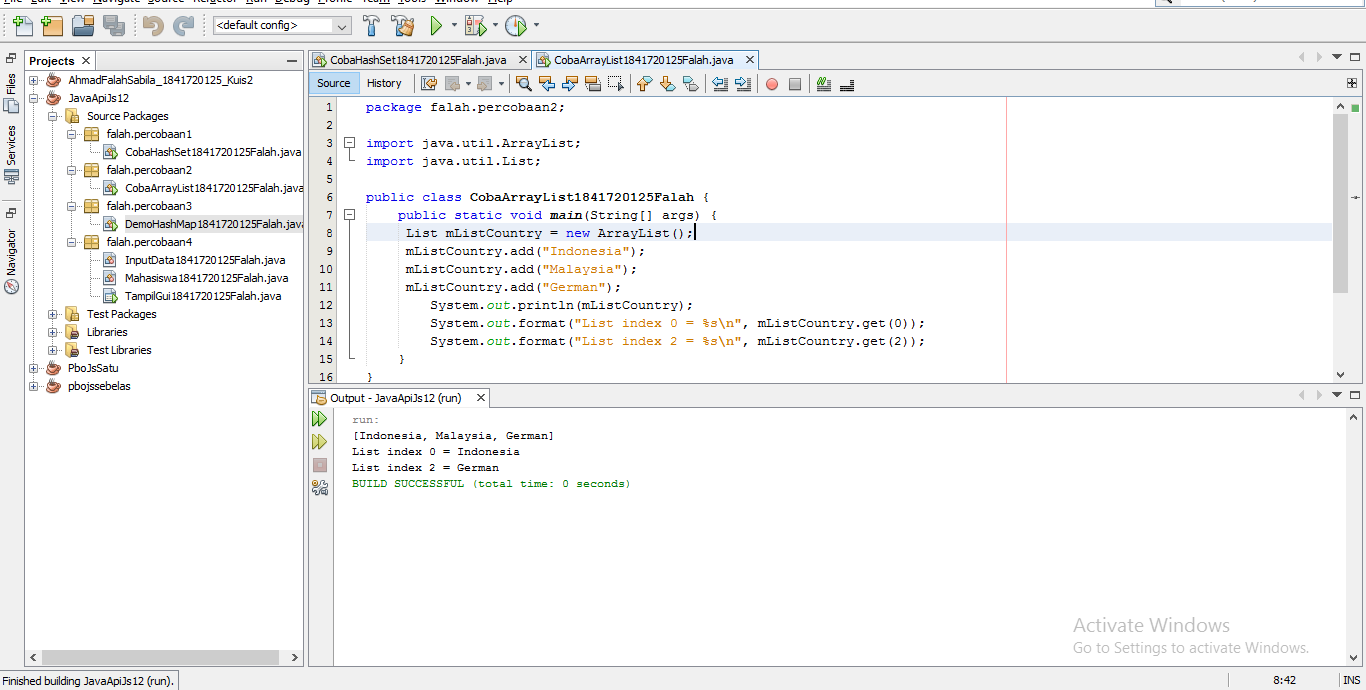 File Edit View Navigate Source Refactor Run Debug Profile Team Tools Window Help
<default config>
Projects
Files
Services
Navigator
AhmadFalahSabila_1841720125_Kuis2
JavaApiJs12
Source Packages
falah.percobaan1
CobaHashSet1841720125Falah.java
falah.percobaan2
CobaArrayList1841720125Falah.java
falah.percobaan3
DemoHashMap1841720125Falah.java
falah.percobaan4
InputData1841720125Falah.java
Mahasiswa1841720125Falah.java
TampilGui1841720125Falah.java
Test Packages
Libraries
Test Libraries
PboJsSatu
pbojssebelas
CobaHashSet1841720125Falah.java
CobaArrayList1841720125Falah.java
Source History
1 package falah.percobaan2;
2
3 import java.util.ArrayList;
4 import java.util.List;
5
6 public class CobaArrayList1841720125Falah {
7 public static void main(String[] args) {
8 List mListCountry = new ArrayList();
9 mListCountry.add("Indonesia");
10 mListCountry.add("Malaysia");
11 mListCountry.add("German");
12 System.out.println(mListCountry);
13 System.out.format("List index 0 = %s\n", mListCountry.get(0));
14 System.out.format("List index 2 = %s\n", mListCountry.get(2));
15 }
16 }
Output - JavaApiJs12 (run)
run:
[Indonesia, Malaysia, German]
List index 0 = Indonesia
List index 2 = German
BUILD SUCCESSFUL (total time: 0 seconds)
Activate Windows
Go to Settings to activate Windows.
Finished building JavaApiJs12 (run).
8:42
INS